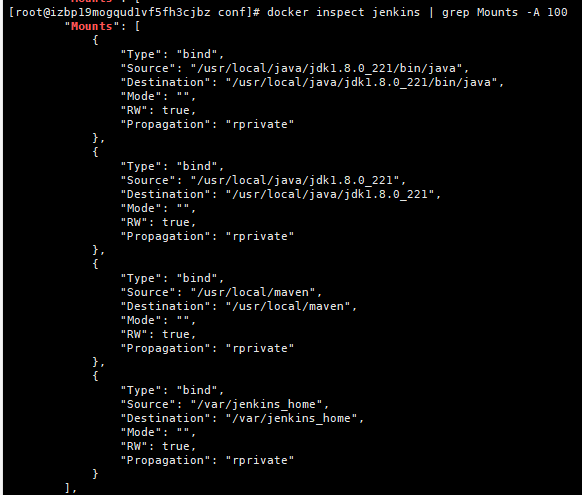 [root@izbp19mogqud1vf5fh3cjbz conf]# docker inspect jenkins | grep Mounts -A 100
"Mounts": [
{
"Type": "bind",
"Source": "/usr/local/java/jdk1.8.0_221/bin/java",
"Destination": "/usr/local/java/jdk1.8.0_221/bin/java",
"Mode": "",
"RW": true,
"Propagation": "rprivate"
},
{
"Type": "bind",
"Source": "/usr/local/java/jdk1.8.0_221",
"Destination": "/usr/local/java/jdk1.8.0_221",
"Mode": "",
"RW": true,
"Propagation": "rprivate"
},
{
"Type": "bind",
"Source": "/usr/local/maven",
"Destination": "/usr/local/maven",
"Mode": "",
"RW": true,
"Propagation": "rprivate"
},
{
"Type": "bind",
"Source": "/var/jenkins_home",
"Destination": "/var/jenkins_home",
"Mode": "",
"RW": true,
"Propagation": "rprivate"
}
],